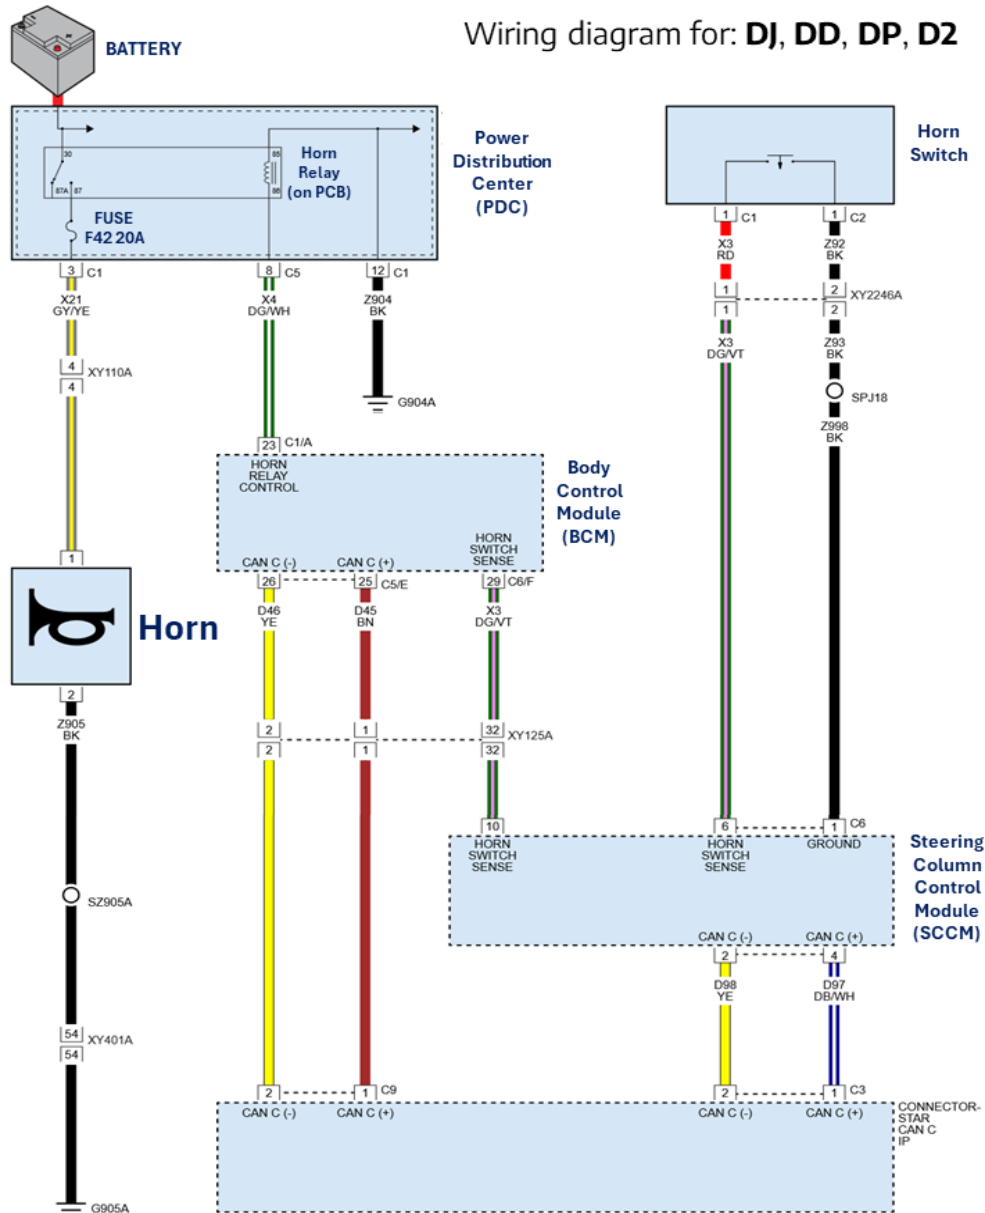 Wiring diagram for: DJ, DD, DP, D2
BATTERY
Power
Distribution
Center
(PDC)
30
85
Horn
Relay
(on PCB)
87A
87
86
FUSE
F42 20A
3
C1
8
C5
12
C1
X21
GY/YE
X4
DG/WH
Z904
BK
4
XY110A
4
G904A
Horn
Switch
1
C1
1
C2
X3
RD
Z92
BK
1
2
XY2246A
1
2
X3
DG/VT
Z93
BK
SPJ18
Z998
BK
23
C1/A
HORN
RELAY
CONTROL
Body
Control
Module
(BCM)
HORN
SWITCH
SENSE
CAN C (-)
CAN C (+)
26
25
C5/E
29
C6/F
D46
YE
D45
BN
X3
DG/VT
1
Horn
2
Z905
BK
2
1
32
XY125A
2
1
32
10
6
1
C6
HORN
SWITCH
SENSE
HORN
SWITCH
SENSE
GROUND
Steering
Column
Control
Module
(SCCM)
CAN C (-)
CAN C (+)
2
4
D98
YE
D97
DB/WH
SZ905A
54
XY401A
54
2
1
C9
2
1
C3
CAN C (-)
CAN C (+)
CAN C (-)
CAN C (+)
CONNECTOR-
STAR
CAN C
IP
G905A